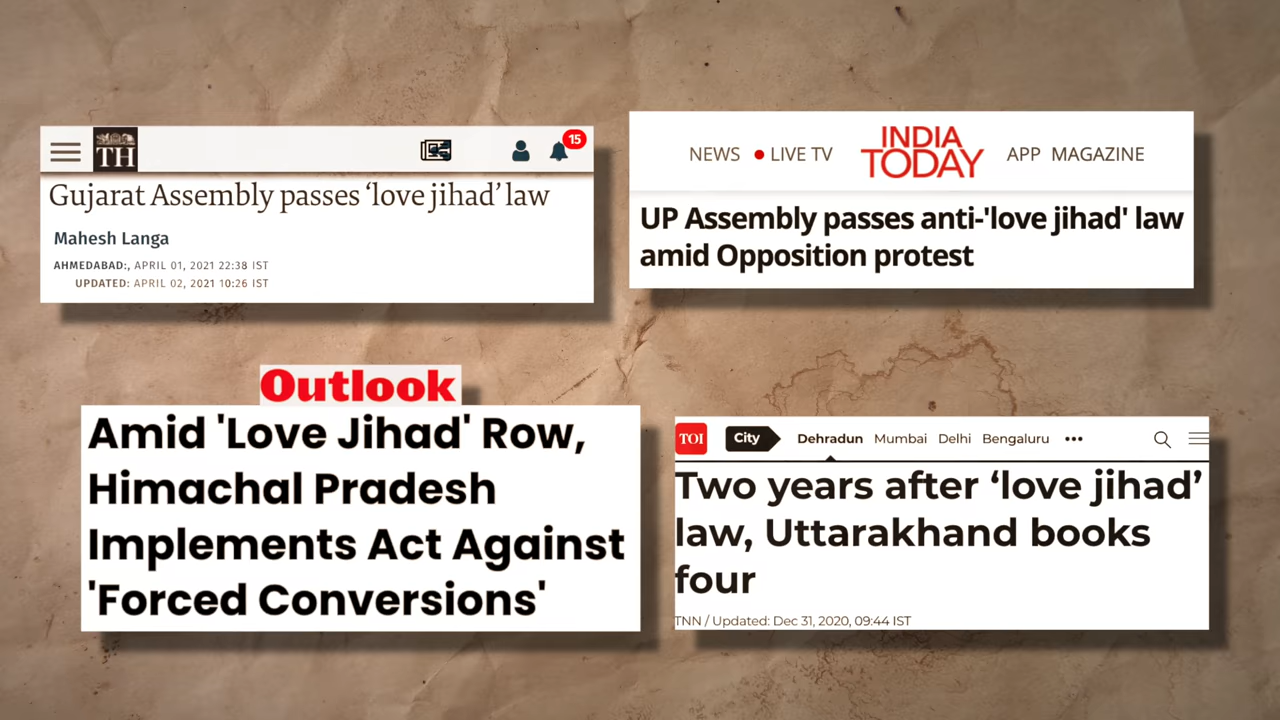 TH
15
Gujarat Assembly passes ‘love jihad’ law
Mahesh Langa
AHMEDABAD:, APRIL 01, 2021 22:38 IST
UPDATED: APRIL 02, 2021 10:26 IST
NEWS
LIVE TV
INDIA
TODAY
APP MAGAZINE
UP Assembly passes anti-'love jihad' law
amid Opposition protest
Outlook
Amid 'Love Jihad' Row,
Himachal Pradesh
Implements Act Against
'Forced Conversions'
TOI City Dehradun Mumbai Delhi Bengaluru •••
Two years after ‘love jihad’
law, Uttarakhand books
four
TNN / Updated: Dec 31, 2020, 09:44 IST